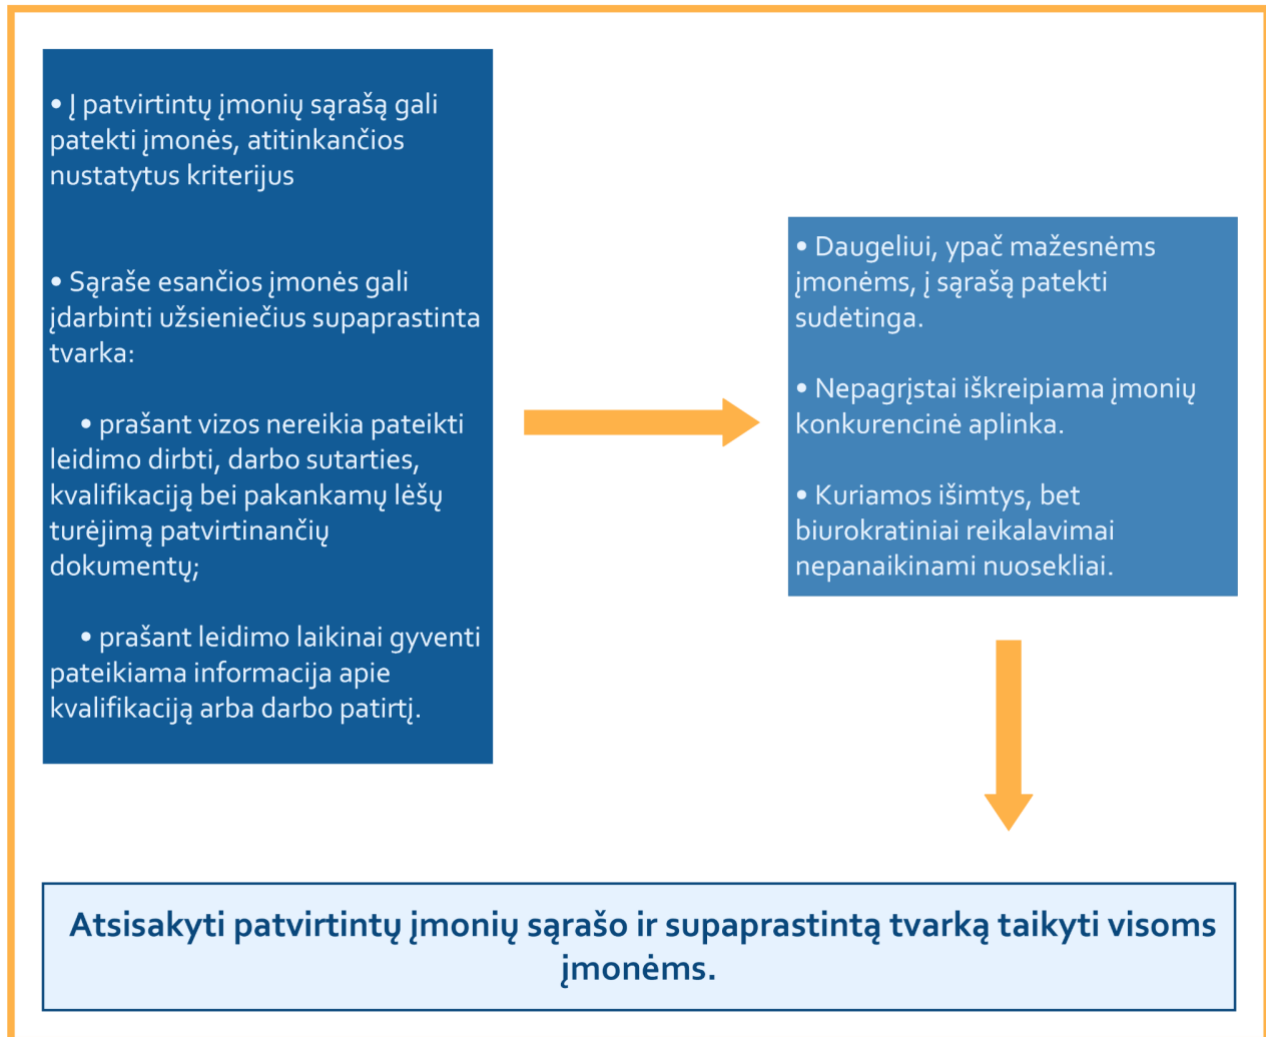 • Į patvirtintų įmonių sąrašą gali
patekti įmonės, atitinkančios
nustatytus kriterijus
• Sąraše esančios įmonės gali
įdarbinti užsieniečius supaprastinta
tvarka:
• prašant vizos nereikia pateikti
leidimo dirbti, darbo sutarties,
kvalifikaciją bei pakankamų lėšų
turėjimą patvirtinančių
dokumentų;
• prašant leidimo laikinai gyventi
pateikiama informacija apie
kvalifikaciją arba darbo patirtį.
• Daugeliui, ypač mažesnėms
įmonėms, į sąrašą patekti
sudėtinga.
• Nepagrįstai iškreipiama įmonių
konkurencinė aplinka.
• Kuriamos išimtys, bet
biurokratiniai reikalavimai
nepanaikinami nuosekliai.
Atsisakyti patvirtintų įmonių sąrašo ir supaprastintą tvarką taikyti visoms
įmonėms.